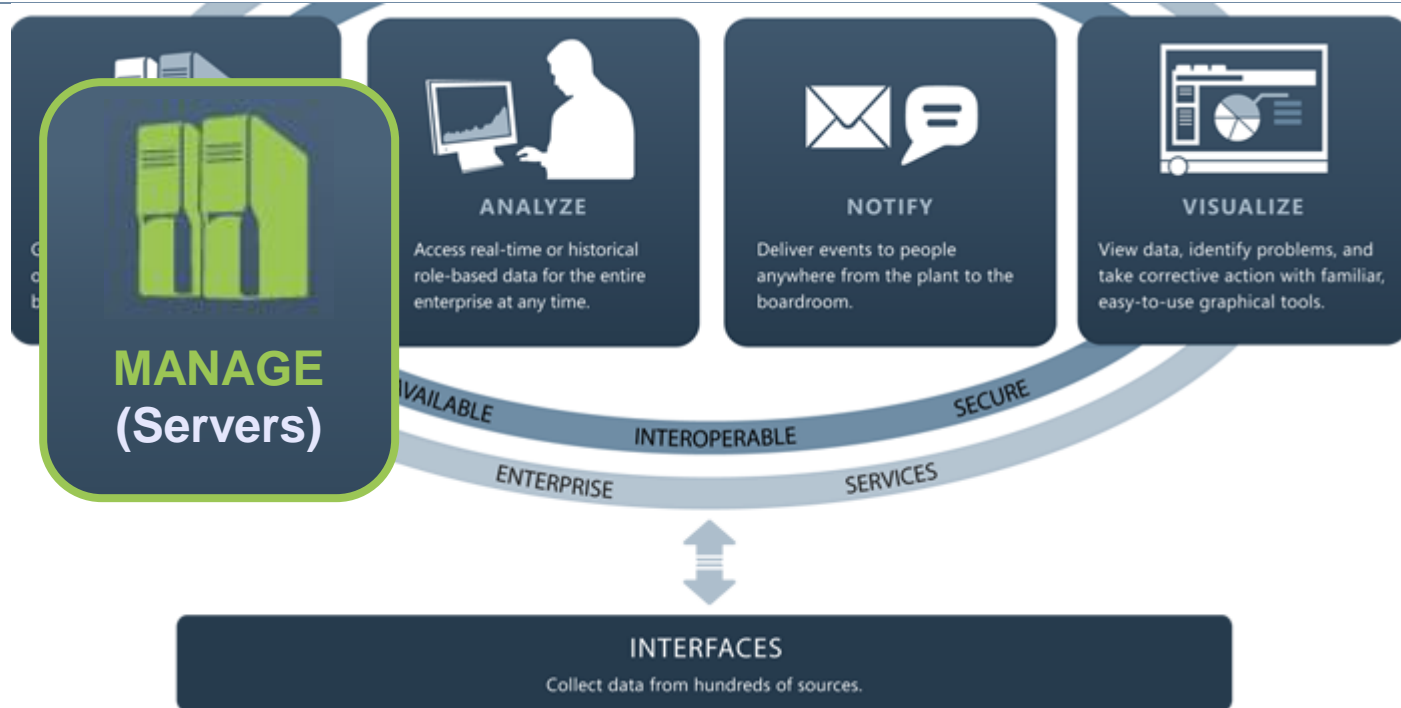 MANAGE
(Servers)
ANALYZE
Access real-time or historical
role-based data for the entire
enterprise at any time.
NOTIFY
Deliver events to people
anywhere from the plant to the
boardroom.
VISUALIZE
View data, identify problems, and
take corrective action with familiar,
easy-to-use graphical tools.
INTEROPERABLE
SECURE
ENTERPRISE
SERVICES
INTERFACES
Collect data from hundreds of sources.